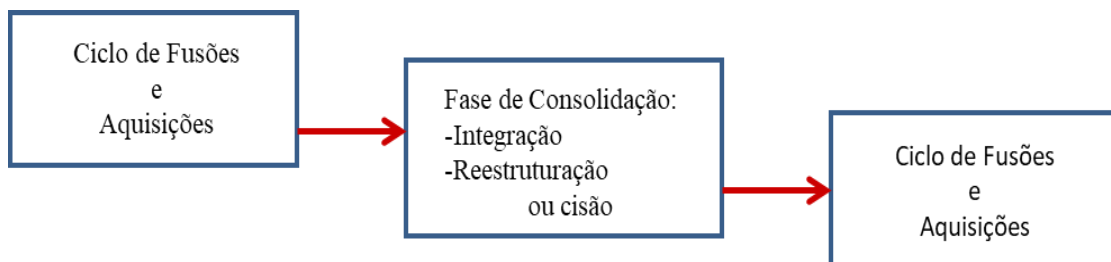 Ciclo de Fusões
e
Aquisições
Fase de Consolidação:
-Integração
-Reestruturação
ou cisão
Ciclo de Fusões
e
Aquisições